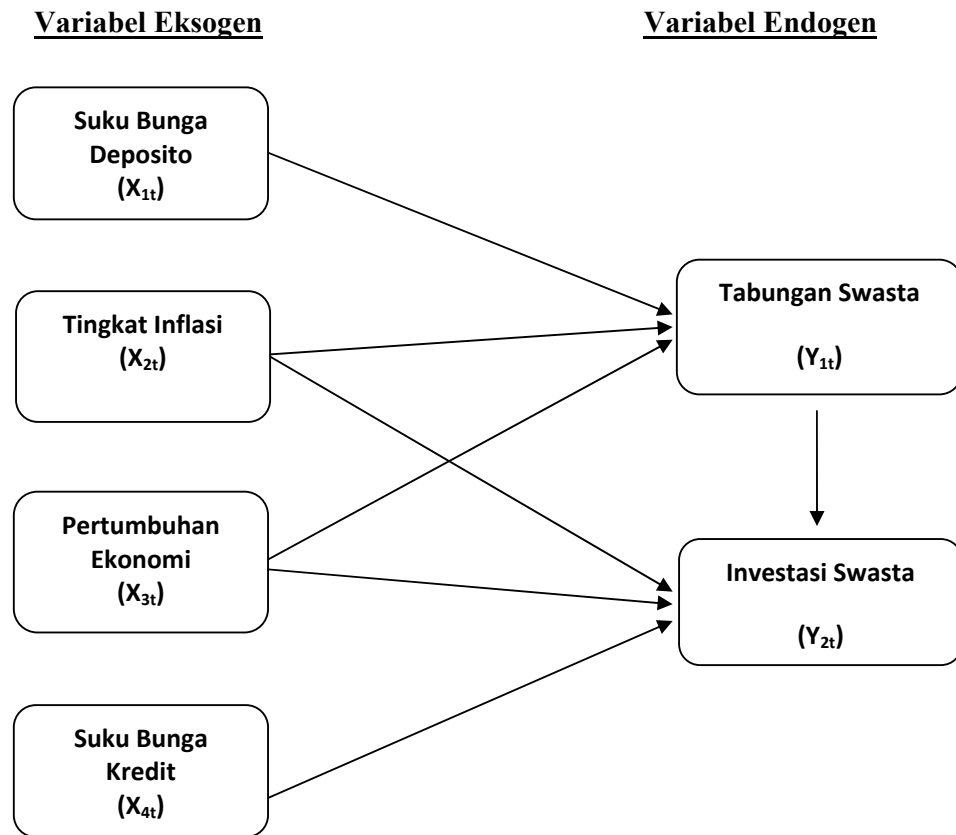 Variabel Eksogen
Variabel Endogen
Suku Bunga
Deposito
(X1t)
Tingkat Inflasi
(X2t)
Pertumbuhan
Ekonomi
(X3t)
Suku Bunga
Kredit
(X4t)
Tabungan Swasta
(Y1t)
Investasi Swasta
(Y2t)